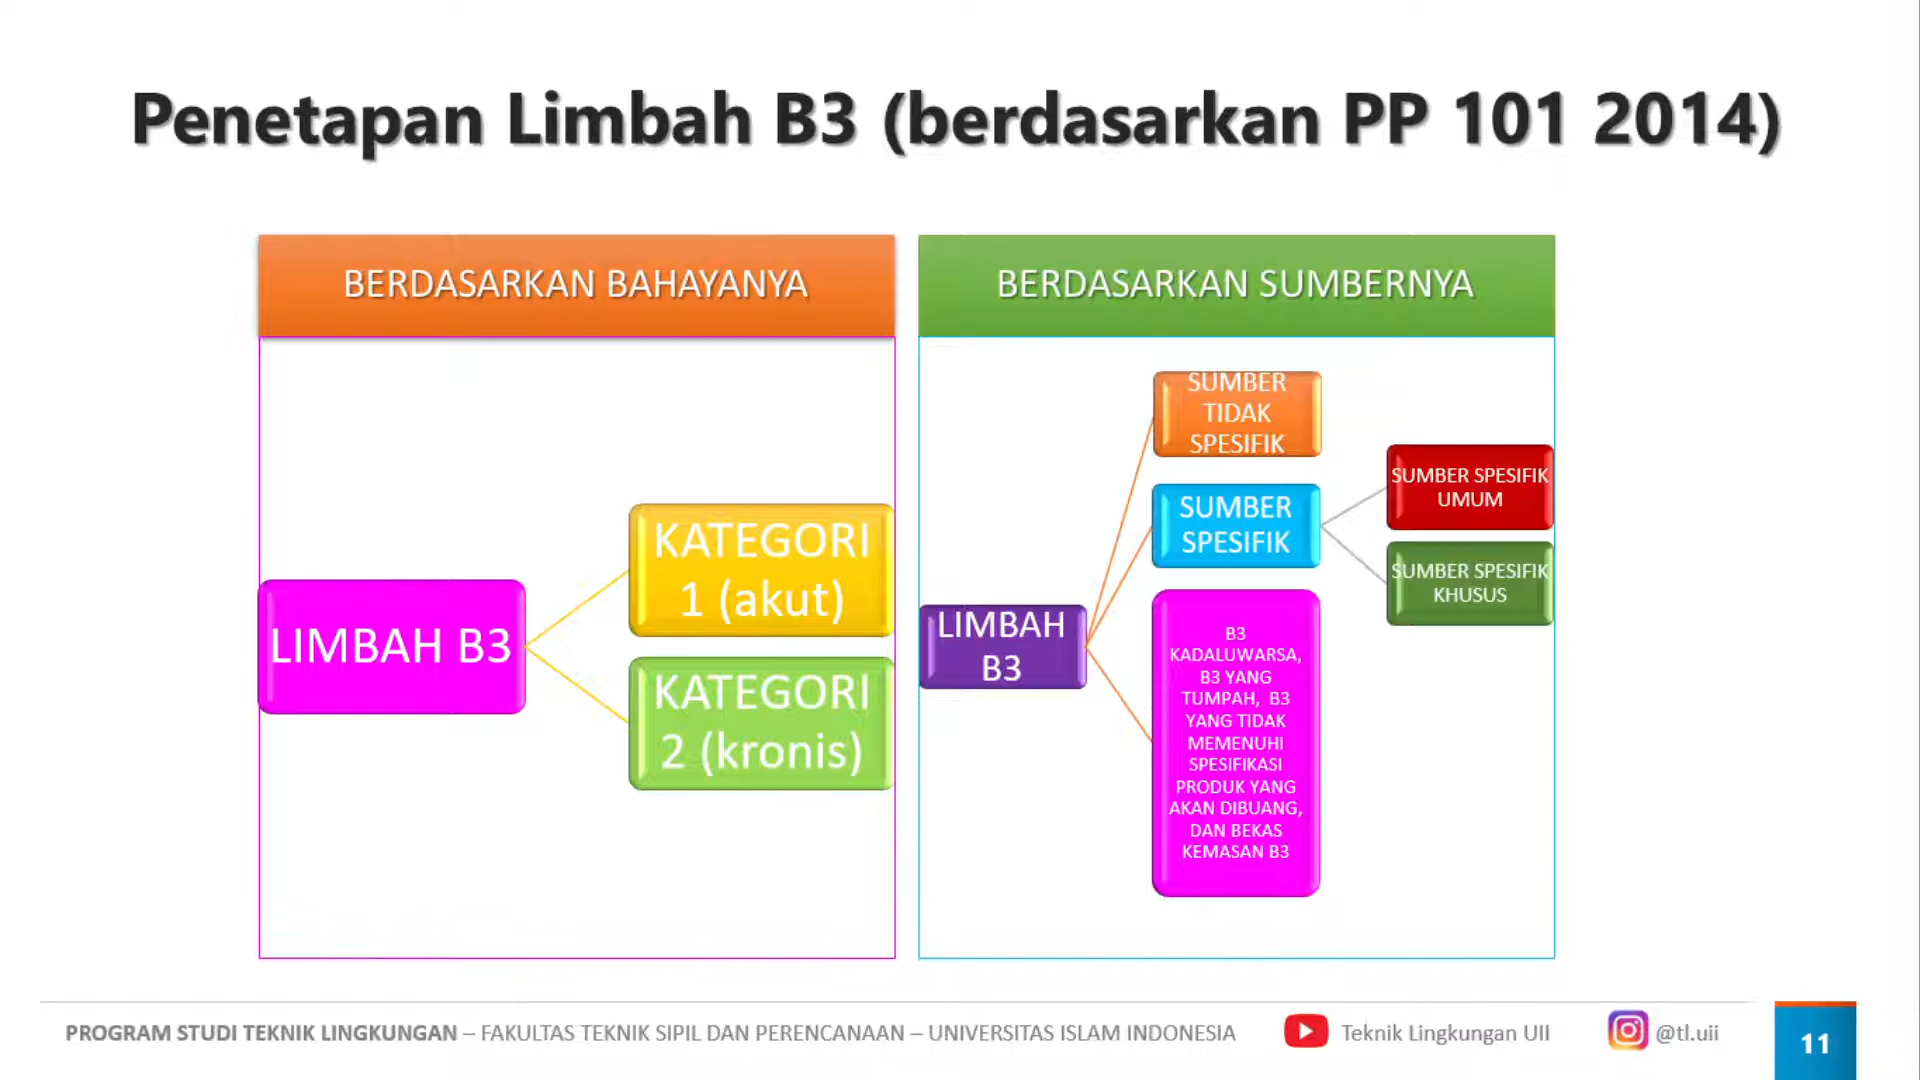 Penetapan Limbah B3 (berdasarkan PP 101 2014)
BERDASARKAN BAHAYANYA
LIMBAH B3
KATEGORI
1 (akut)
KATEGORI
2 (kronis)
BERDASARKAN SUMBERNYA
LIMBAH
B3
SUMBER
TIDAK
SPESIFIK
SUMBER
SPESIFIK
SUMBER SPESIFIK
UMUM
SUMBER SPESIFIK
KHUSUS
B3
KADALUWARSA,
B3 YANG
TUMPAH, B3
YANG TIDAK
MEMENUHI
SPESIFIKASI
PRODUK YANG
AKAN DIBUANG,
DAN BEKAS
KEMASAN B3
PROGRAM STUDI TEKNIK LINGKUNGAN – FAKULTAS TEKNIK SIPIL DAN PERENCANAAN – UNIVERSITAS ISLAM INDONESIA
Teknik Lingkungan UII
@tl.uii
11